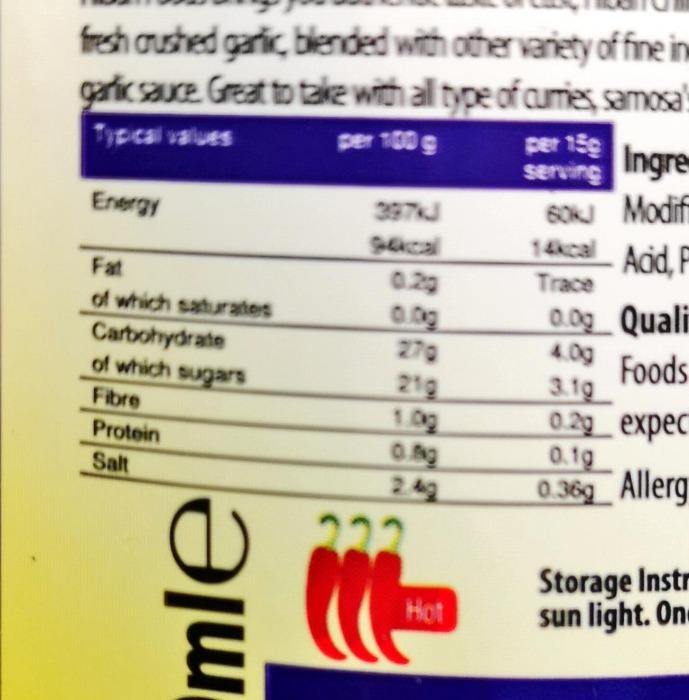 fresh crushed garlic, blended with other variety of fine in
garlic sauce. Great to take with all type of curries, samosa's
Typical values per 100 g per 15g serving
Energy 397kJ 60kJ
94kcal 14kcal
Fat 0.2g Trace
of which saturates 0.0g 0.0g
Carbohydrate 27g 4.0g
of which sugars 21g 3.1g
Fibre 1.0g 0.2g
Protein 0.8g 0.1g
Salt 2.4g 0.36g
Ingre
Modif
Acid, P
Quali
Foods
expec
Allerg
Hot
Storage Instr
sun light. On
mle